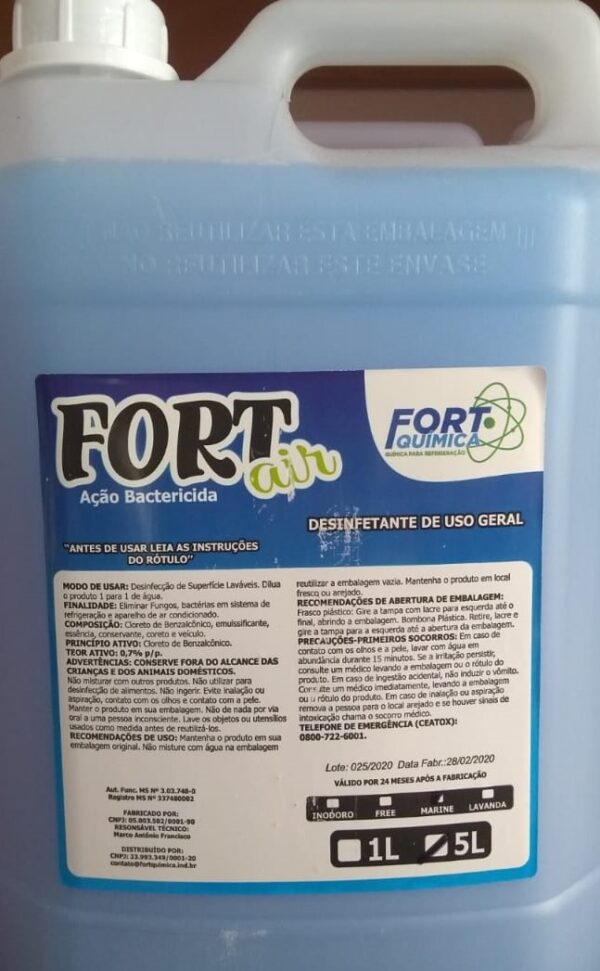 NÃO REUTILIZAR ESTA EMBALAGEM !!!
NO REUTILIZAR ESTE ENVASE
FORT
air
Ação Bactericida
FORT
QUÍMICA
QUÍMICA PARA REFRIGERAÇÃO
DESINFETANTE DE USO GERAL
"ANTES DE USAR LEIA AS INSTRUÇÕES
DO RÓTULO"
MODO DE USAR: Desinfecção de Superfície Laváveis. Dilua
o produto 1 para 1 de água.
FINALIDADE: Eliminar Fungos, bactérias em sistema de
refrigeração e aparelho de ar condicionado.
COMPOSIÇÃO: Cloreto de Benzalcônico, emulssificante,
essência, conservante, coreto e veículo.
PRINCÍPIO ATIVO: Cloreto de Benzalcônico.
TEOR ATIVO: 0,7% p/p.
ADVERTÊNCIAS: CONSERVE FORA DO ALCANCE DAS
CRIANÇAS E DOS ANIMAIS DOMÉSTICOS.
Não misturar com outros produtos. Não utilizar para
desinfecção de alimentos. Não ingerir. Evite inalação ou
aspiração, contato com os olhos e contato com a pele.
Manter o produto em sua embalagem. Não de nada por via
oral a uma pessoa inconsciente. Lave os objetos ou utensílios
usados como medida antes de reutilizá-los.
RECOMENDAÇÕES DE USO: Mantenha o produto em sua
embalagem original. Não misture com água na embalagem
reutilizar a embalagem vazia. Mantenha o produto em local
fresco ou arejado.
RECOMENDAÇÕES DE ABERTURA DE EMBALAGEM:
Frasco plástico: Gire a tampa com lacre para esquerda até o
final, abrindo a embalagem. Bombona Plástica. Retire, lacre e
gire a tampa para a esquerda até a abertura da embalagem.
PRECAUÇÕES-PRIMEIROS SOCORROS: Em caso de
contato com os olhos e a pele, lavar com água em
abundância durante 15 minutos. Se a irritação persistir,
consulte um médico levando a embalagem ou o rótulo do
produto. Em caso de ingestão acidental, não induzir o vômito.
Consulte um médico imediatamente, levando a embalagem
ou o rótulo do produto. Em caso de inalação ou aspiração
remova a pessoa para o local arejado e se houver sinais de
intoxicação chama o socorro médico.
TELEFONE DE EMERGÊNCIA (CEATOX):
0800-722-6001.
Lote: 025/2020 Data Fabr.:28/02/2020
VÁLIDO POR 24 MESES APÓS A FABRICAÇÃO
INODORO FREE MARINE LAVANDA
1L 5L
Aut. Func. MS Nº 3.03.748-0
Registro MS Nº 337480002
FABRICADO POR:
CNPJ: 05.803.582/0001-90
RESONSÁVEL TÉCNICO:
Marco Antônio Francisco
DISTRIBUÍDO POR:
CNPJ: 33.993.349/0001-20
contato@fortquimica.ind.br